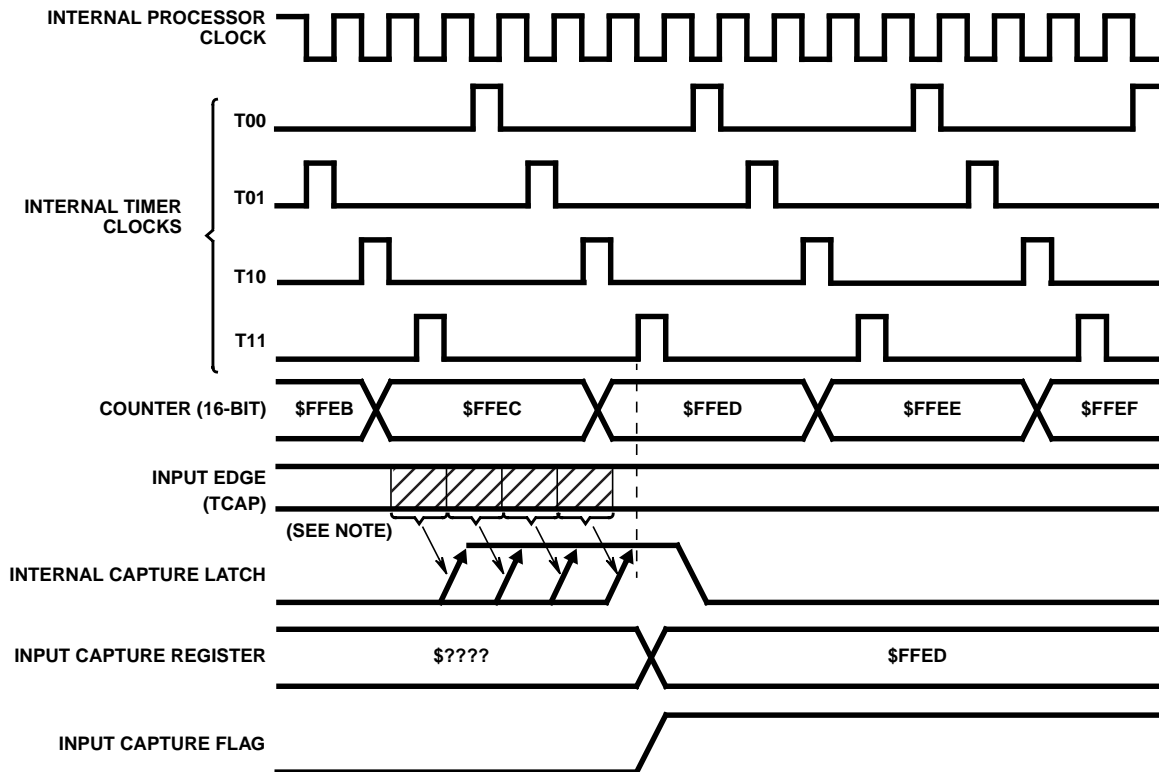 INTERNAL PROCESSOR
CLOCK
T00
T01
INTERNAL TIMER
CLOCKS
T10
T11
COUNTER (16-BIT)
$FFEB
$FFEC
$FFED
$FFEE
$FFEF
INPUT EDGE
(TCAP)
(SEE NOTE)
INTERNAL CAPTURE LATCH
INPUT CAPTURE REGISTER
$????
$FFED
INPUT CAPTURE FLAG